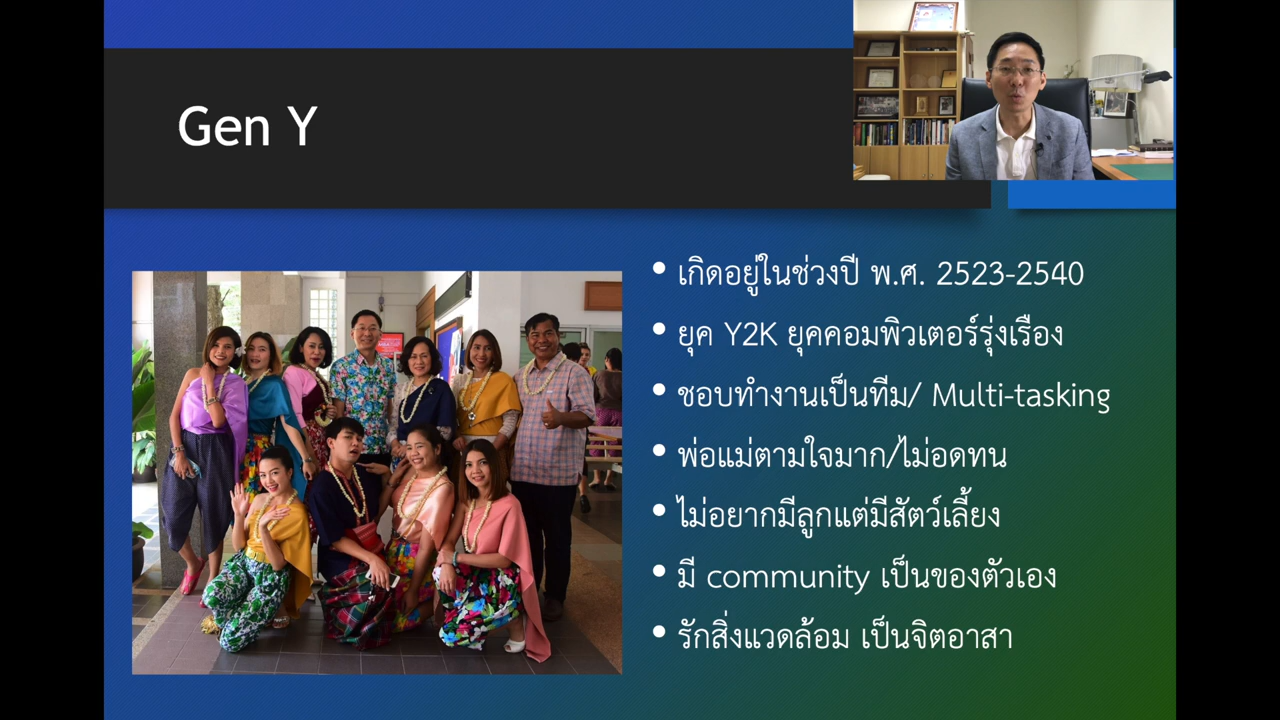 Gen Y
• เกิดอยู่ในช่วงปี พ.ศ. 2523-2540
• ยุค Y2K ยุคคอมพิวเตอร์รุ่งเรือง
• ชอบทำงานเป็นทีม/ Multi-tasking
• พ่อแม่ตามใจมาก/ไม่อดทน
• ไม่อยากมีลูกแต่มีสัตว์เลี้ยง
• มี community เป็นของตัวเอง
• รักสิ่งแวดล้อม เป็นจิตอาสา